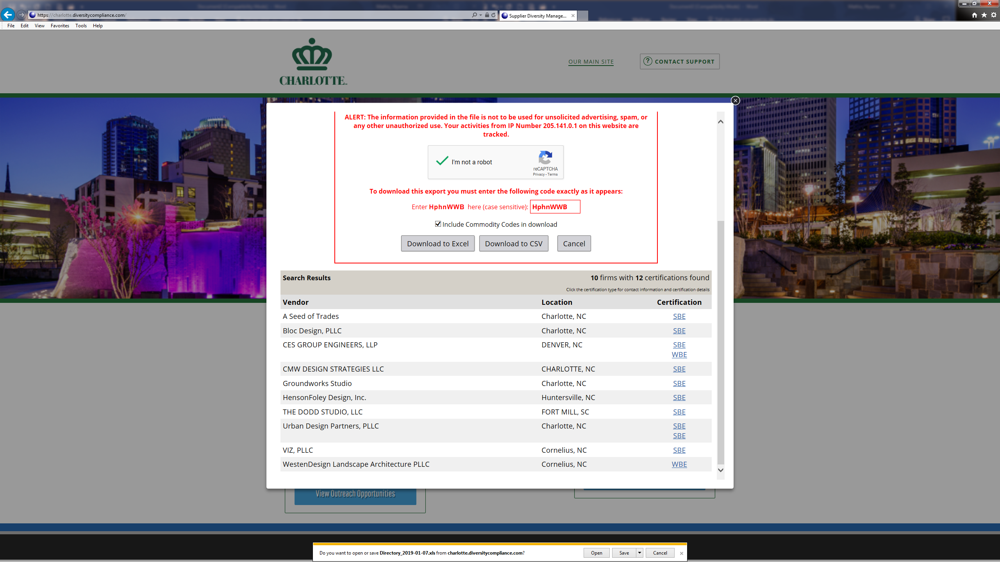 https://charlotte.diversitycompliance.com/
Supplier Diversity Manage...
File Edit View Favorites Tools Help
CHARLOTTE™
OUR MAIN SITE
? CONTACT SUPPORT
ALERT: The information provided in the file is not to be used for unsolicited advertising, spam, or
any other unauthorized use. Your activities from IP Number 205.141.0.1 on this website are
tracked.
I'm not a robot
reCAPTCHA
Privacy - Terms
To download this export you must enter the following code exactly as it appears:
Enter HphnWWB here (case sensitive): HphnWWB
Include Commodity Codes in download
Download to Excel Download to CSV Cancel
Search Results 10 firms with 12 certifications found
Click the certification type for contact information and certification details
Vendor Location Certification
A Seed of Trades Charlotte, NC SBE
Bloc Design, PLLC Charlotte, NC SBE
CES GROUP ENGINEERS, LLP DENVER, NC SBE
WBE
CMW DESIGN STRATEGIES LLC CHARLOTTE, NC SBE
Groundworks Studio Charlotte, NC SBE
HensonFoley Design, Inc. Huntersville, NC SBE
THE DODD STUDIO, LLC FORT MILL, SC SBE
Urban Design Partners, PLLC Charlotte, NC SBE
SBE
VIZ, PLLC Cornelius, NC SBE
WestenDesign Landscape Architecture PLLC Cornelius, NC WBE
View Outreach Opportunities
Do you want to open or save Directory_2019-01-07.xls from charlotte.diversitycompliance.com? Open Save Cancel